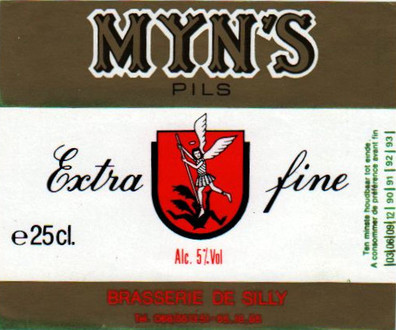 MYN'S
PILS
Extra fine
e25cl.
Alc. 5%Vol
Ten minste houdbaar tot einde
A consommer de préférence avant fin
|03|06|09|12|90|91|92|93|
BRASSERIE DE SILLY